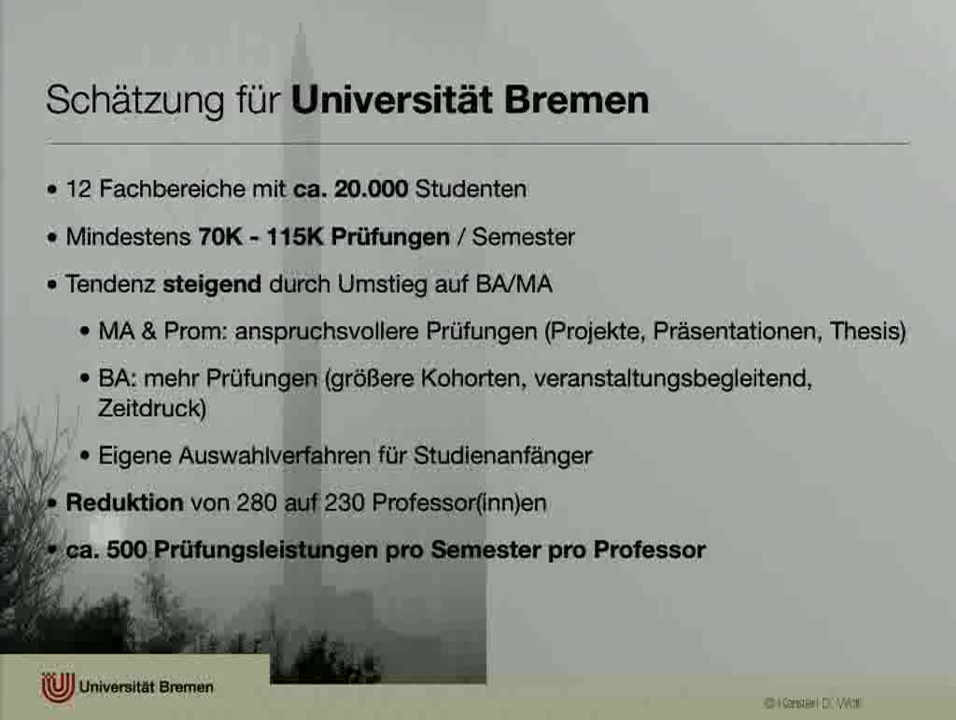 Schätzung für Universität Bremen
• 12 Fachbereiche mit ca. 20.000 Studenten
• Mindestens 70K - 115K Prüfungen / Semester
• Tendenz steigend durch Umstieg auf BA/MA
• MA & Prom: anspruchsvollere Prüfungen (Projekte, Präsentationen, Thesis)
• BA: mehr Prüfungen (größere Kohorten, veranstaltungsbegleitend,
Zeitdruck)
• Eigene Auswahlverfahren für Studienanfänger
• Reduktion von 280 auf 230 Professor(inn)en
• ca. 500 Prüfungsleistungen pro Semester pro Professor
Universität Bremen
© Karsten D. Wolf